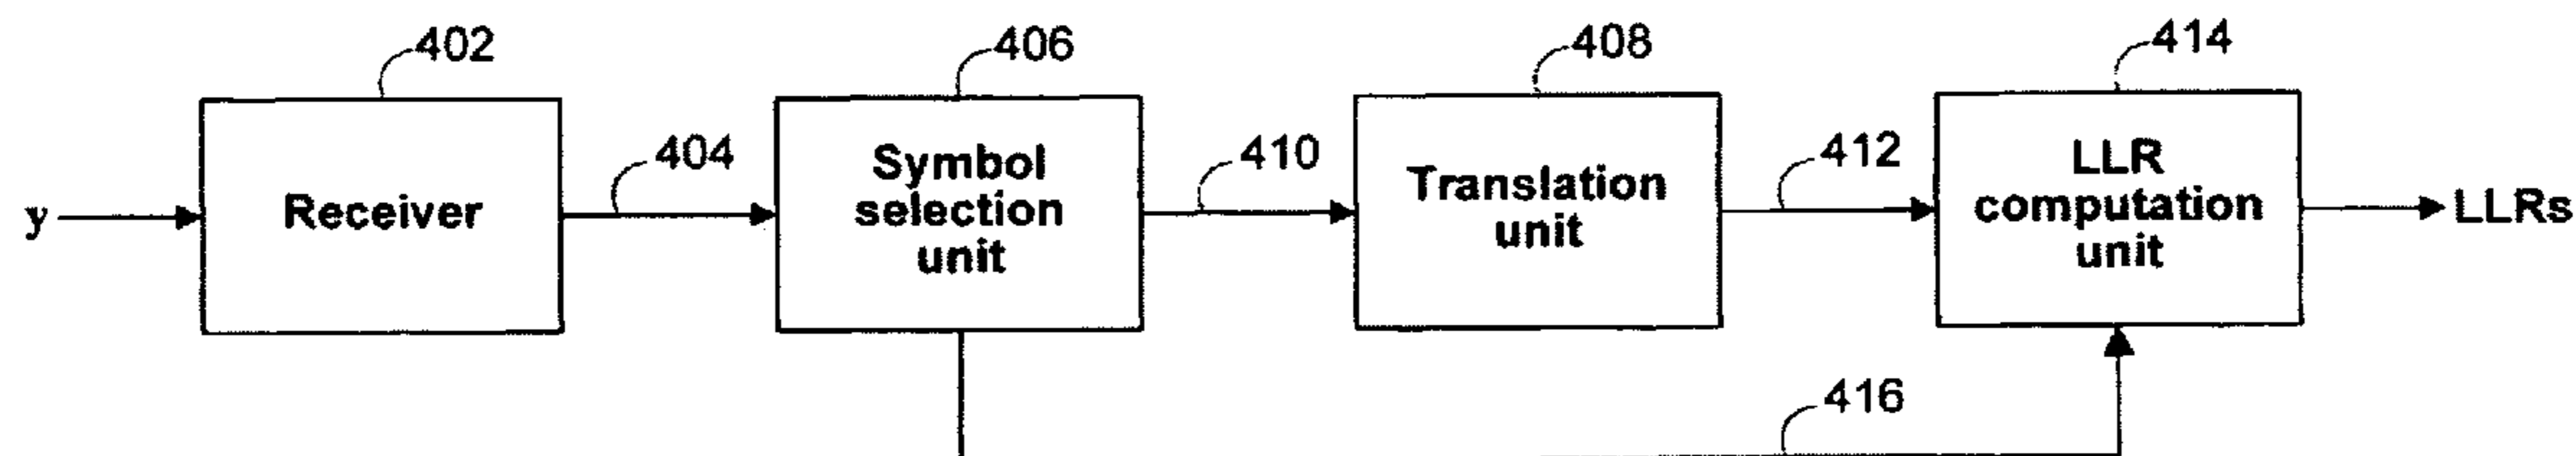 402
406
408
414
404
410
412
y
Receiver
Symbol
selection
unit
Translation
unit
LLR
computation
unit
LLRs
416